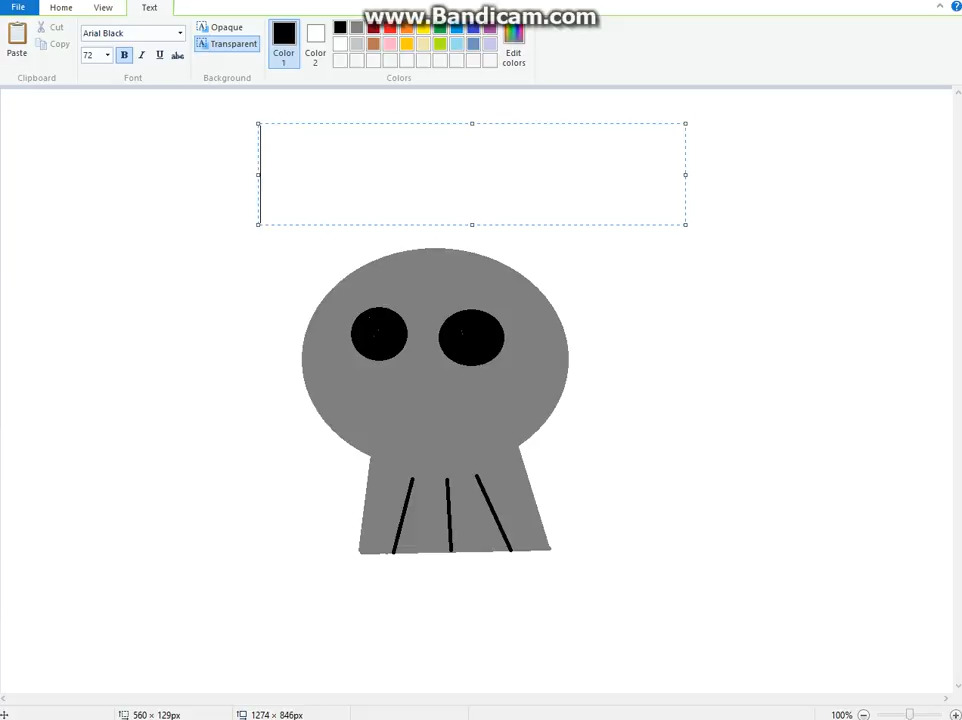 www.Bandicam.com
File Home View Text
Paste
Cut
Copy
Clipboard
Arial Black
72 B I U abc
Font
Opaque
Transparent
Background
Color 1
Color 2
Edit colors
Colors
560 × 129px 1274 × 846px 100%